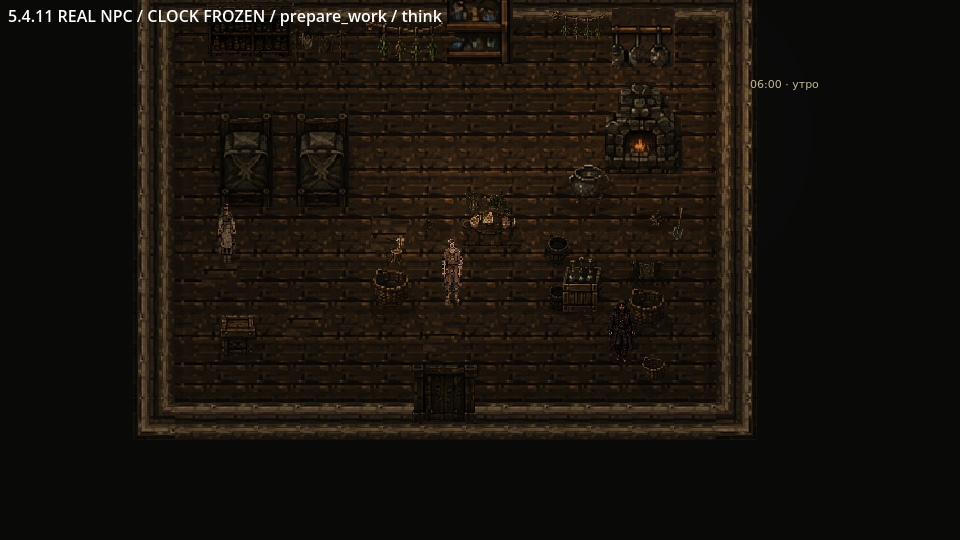 5.4.11 REAL NPC / CLOCK FROZEN / prepare_work / think
06:00 · утро